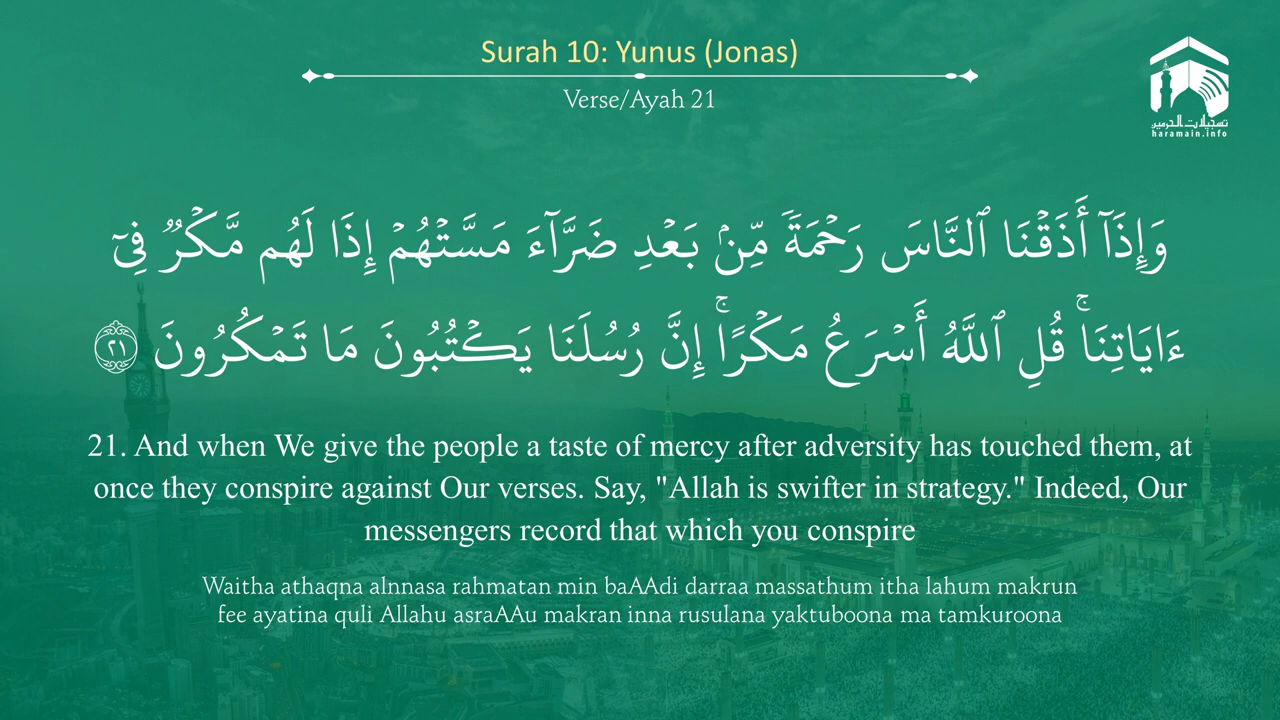 Surah 10: Yunus (Jonas)
Verse/Ayah 21
تسجيلات الحرمين
haramain.info
وَإِذَآ أَذَقْنَا ٱلنَّاسَ رَحْمَةً مِّنۢ بَعْدِ ضَرَّآءَ مَسَّتْهُمْ إِذَا لَهُم مَّكْرٌ فِىٓ
ءَايَاتِنَا ۚ قُلِ ٱللَّهُ أَسْرَعُ مَكْرًا ۚ إِنَّ رُسُلَنَا يَكْتُبُونَ مَا تَمْكُرُونَ ٢١
21. And when We give the people a taste of mercy after adversity has touched them, at
once they conspire against Our verses. Say, "Allah is swifter in strategy." Indeed, Our
messengers record that which you conspire
Waitha athaqna alnnasa rahmatan min baAAdi darraa massathum itha lahum makrun
fee ayatina quli Allahu asraAAu makran inna rusulana yaktuboona ma tamkuroona